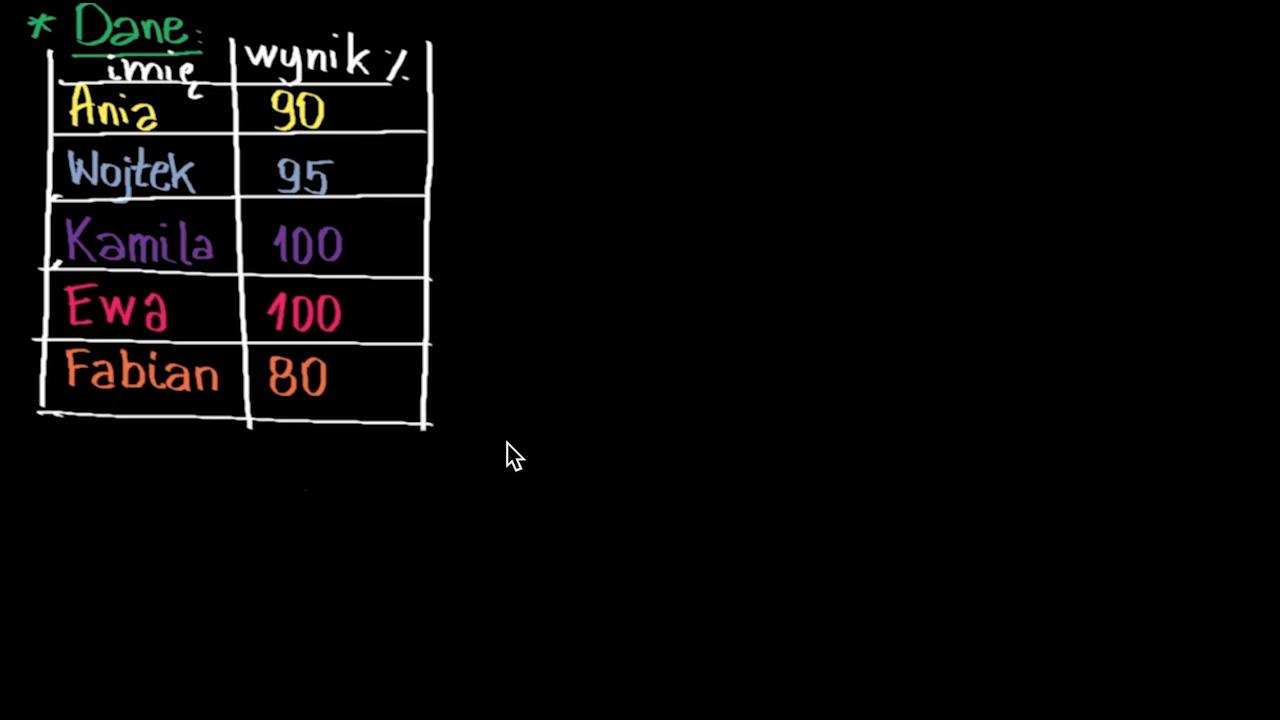 * Dane:
imię wynik %
Ania 90
Wojtek 95
Kamila 100
Ewa 100
Fabian 80